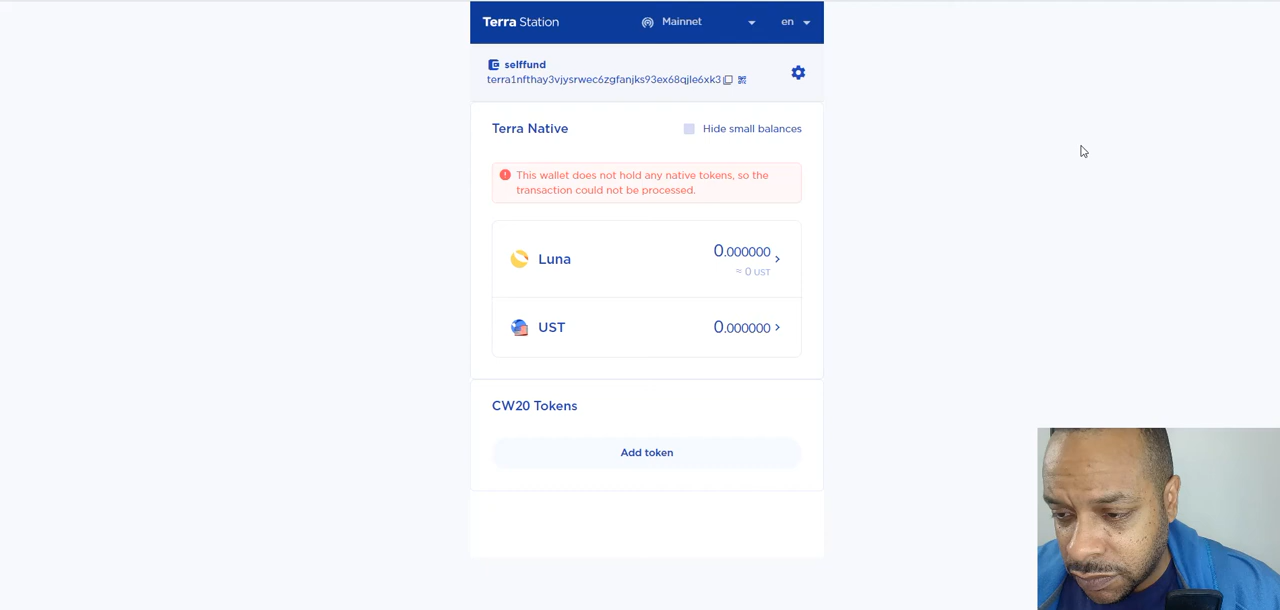 Terra Station
Mainnet
en
selffund
terra1nfthay3vjysrwec6zgfanjks93ex68qjle6xk3
Terra Native
Hide small balances
This wallet does not hold any native tokens, so the
transaction could not be processed.
Luna
0.000000
≈ 0 UST
UST
0.000000
CW20 Tokens
Add token